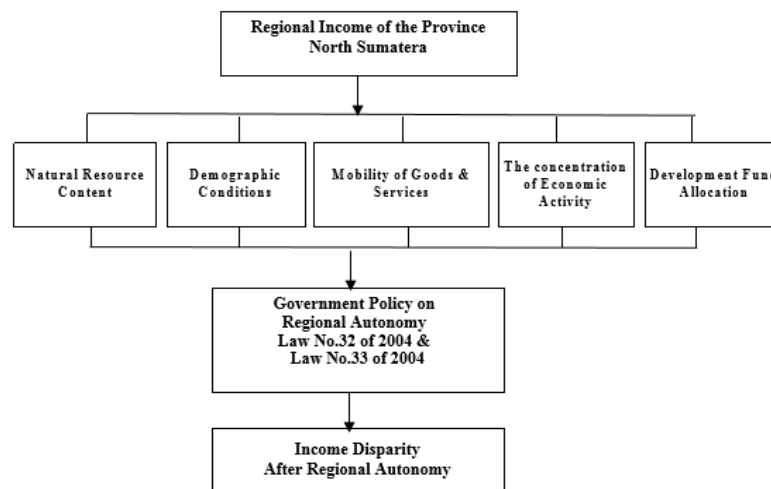 Regional Income of the Province
North Sumatera
Natural Resource
Content
Demographic
Conditions
Mobility of Goods &
Services
The concentration
of Economic
Activity
Development Fund
Allocation
Government Policy on
Regional Autonomy
Law No.32 of 2004 &
Law No.33 of 2004
Income Disparity
After Regional Autonomy